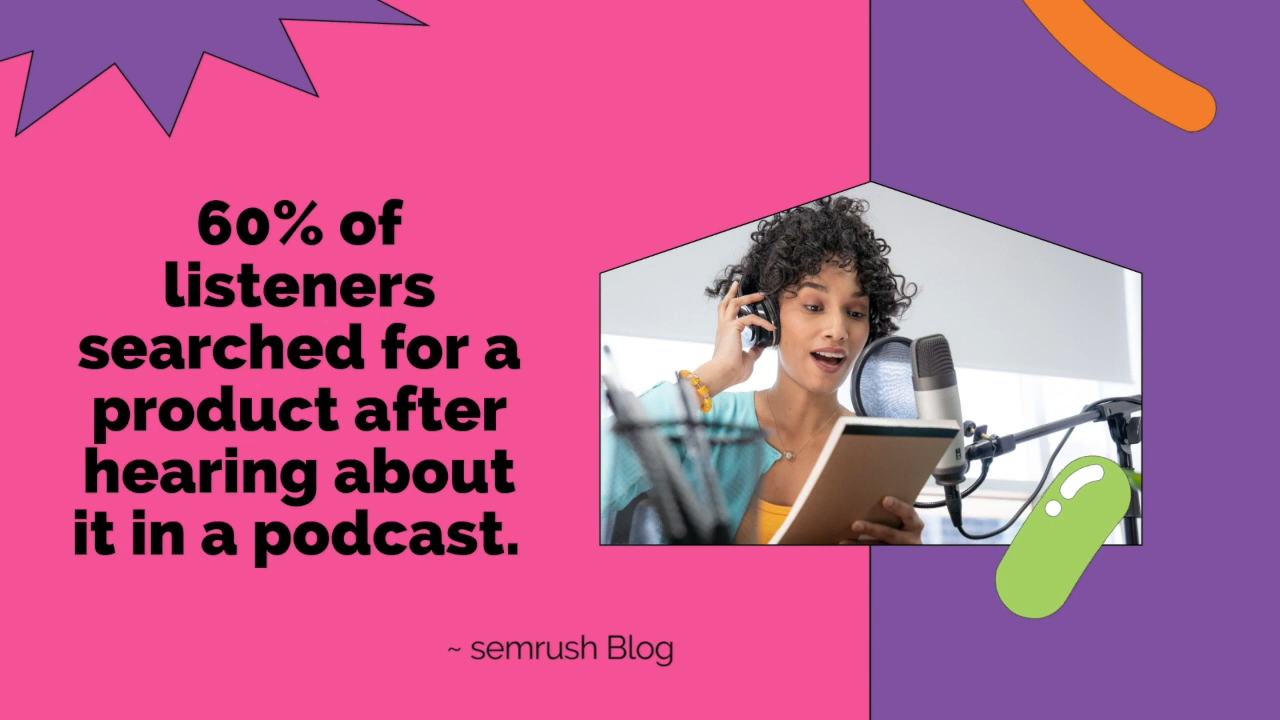 60% of
listeners
searched for a
product after
hearing about
it in a podcast.
~ semrush Blog